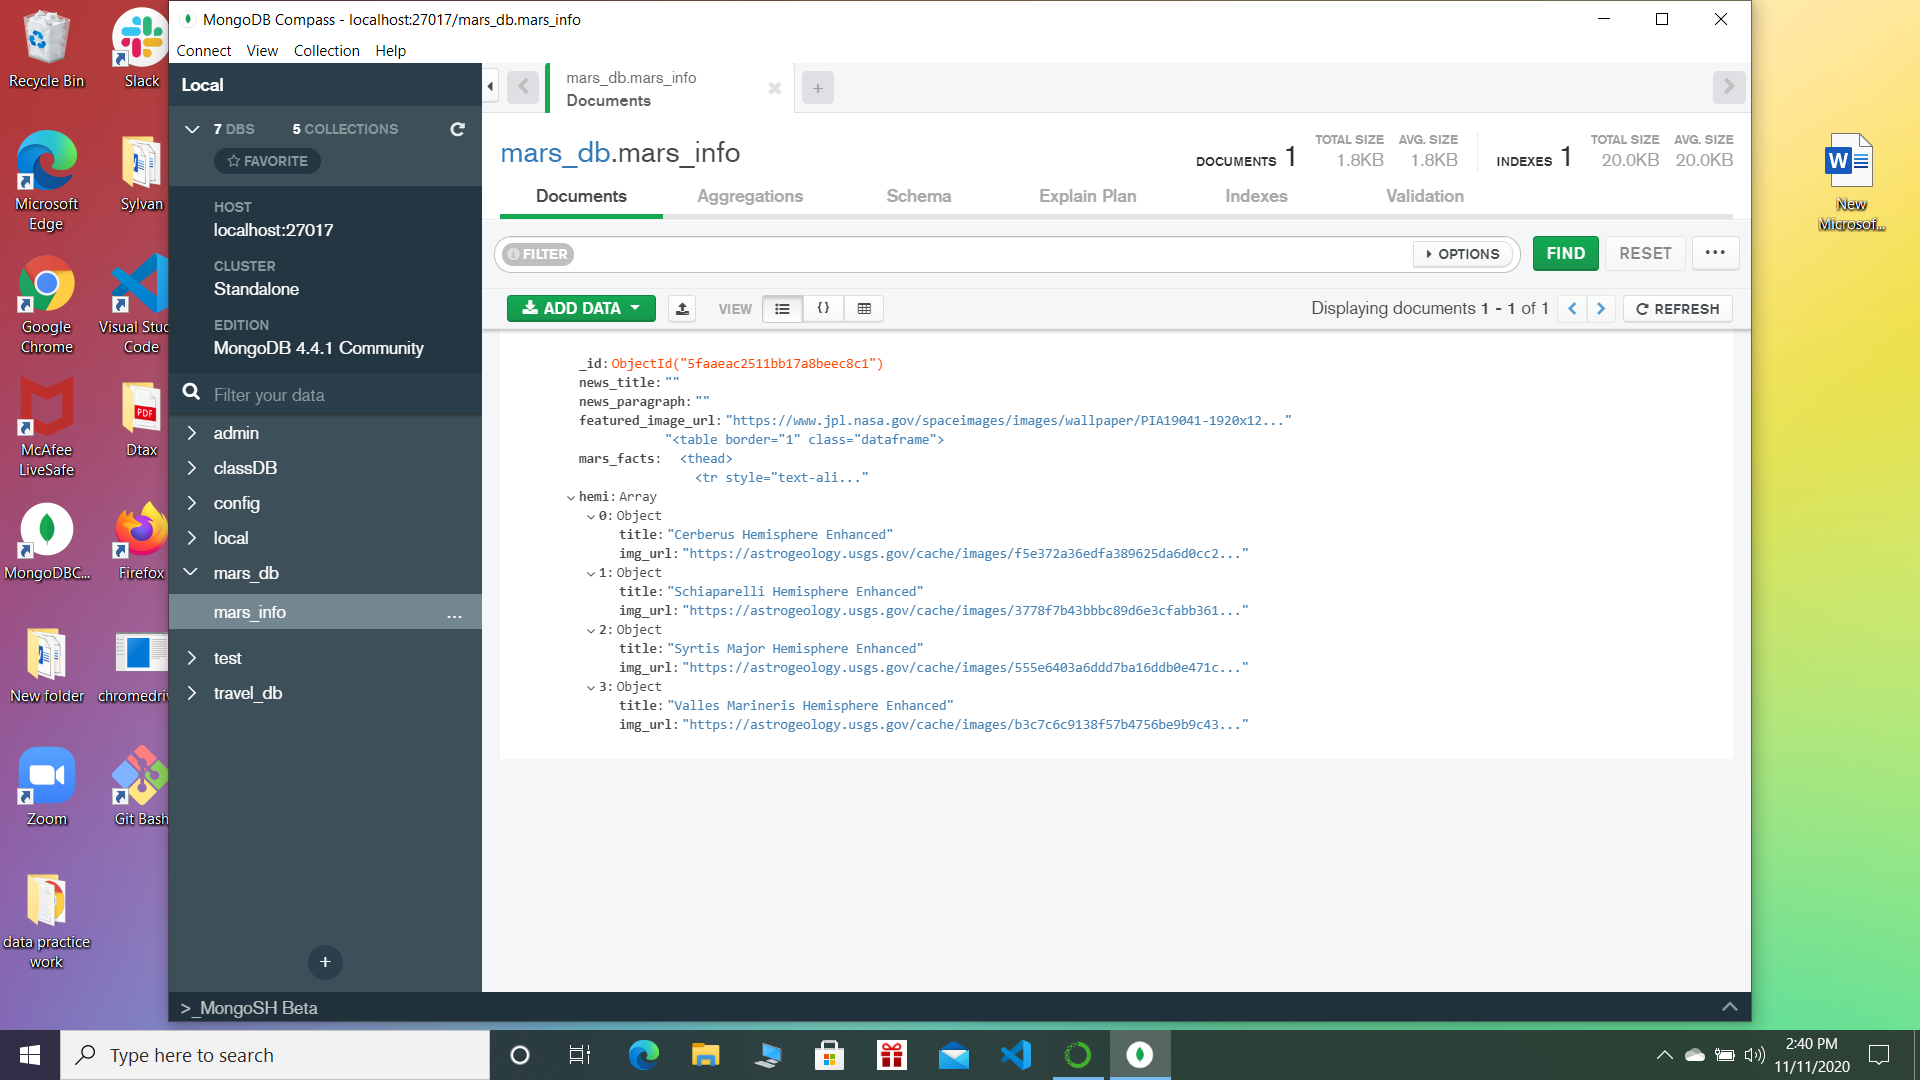 MongoDB Compass - localhost:27017/mars_db.mars_info
Connect View Collection Help
Recycle Bin
Slack
Microsoft
Edge
Sylvan
Google
Chrome
Visual Stud
Code
McAfee
LiveSafe
PDF
Dtax
MongoDBC...
Firefox
New folder
chromedriv
Zoom
Git Bash
data practice
work
Local
7 DBS 5 COLLECTIONS
FAVORITE
HOST
localhost:27017
CLUSTER
Standalone
EDITION
MongoDB 4.4.1 Community
Filter your data
admin
classDB
config
local
mars_db
mars_info ...
test
travel_db
+
mars_db.mars_info
Documents
+
mars_db.mars_info
DOCUMENTS 1 TOTAL SIZE 1.8KB AVG. SIZE 1.8KB INDEXES 1 TOTAL SIZE 20.0KB AVG. SIZE 20.0KB
Documents Aggregations Schema Explain Plan Indexes Validation
FILTER OPTIONS FIND RESET ...
ADD DATA VIEW {} Displaying documents 1 - 1 of 1 < > REFRESH
_id: ObjectId("5faaeac2511bb17a8beec8c1")
news_title: ""
news_paragraph: ""
featured_image_url: "https://www.jpl.nasa.gov/spaceimages/images/wallpaper/PIA19041-1920x12..."
"<table border="1" class="dataframe">
mars_facts: <thead>
<tr style="text-ali..."
hemi: Array
0: Object
title: "Cerberus Hemisphere Enhanced"
img_url: "https://astrogeology.usgs.gov/cache/images/f5e372a36edfa389625da6d0cc2..."
1: Object
title: "Schiaparelli Hemisphere Enhanced"
img_url: "https://astrogeology.usgs.gov/cache/images/3778f7b43bbbc89d6e3cfabb361..."
2: Object
title: "Syrtis Major Hemisphere Enhanced"
img_url: "https://astrogeology.usgs.gov/cache/images/555e6403a6ddd7ba16ddb0e471c..."
3: Object
title: "Valles Marineris Hemisphere Enhanced"
img_url: "https://astrogeology.usgs.gov/cache/images/b3c7c6c9138f57b4756be9b9c43..."
>_MongoSH Beta
W
New
Microsof...
Type here to search
2:40 PM
11/11/2020